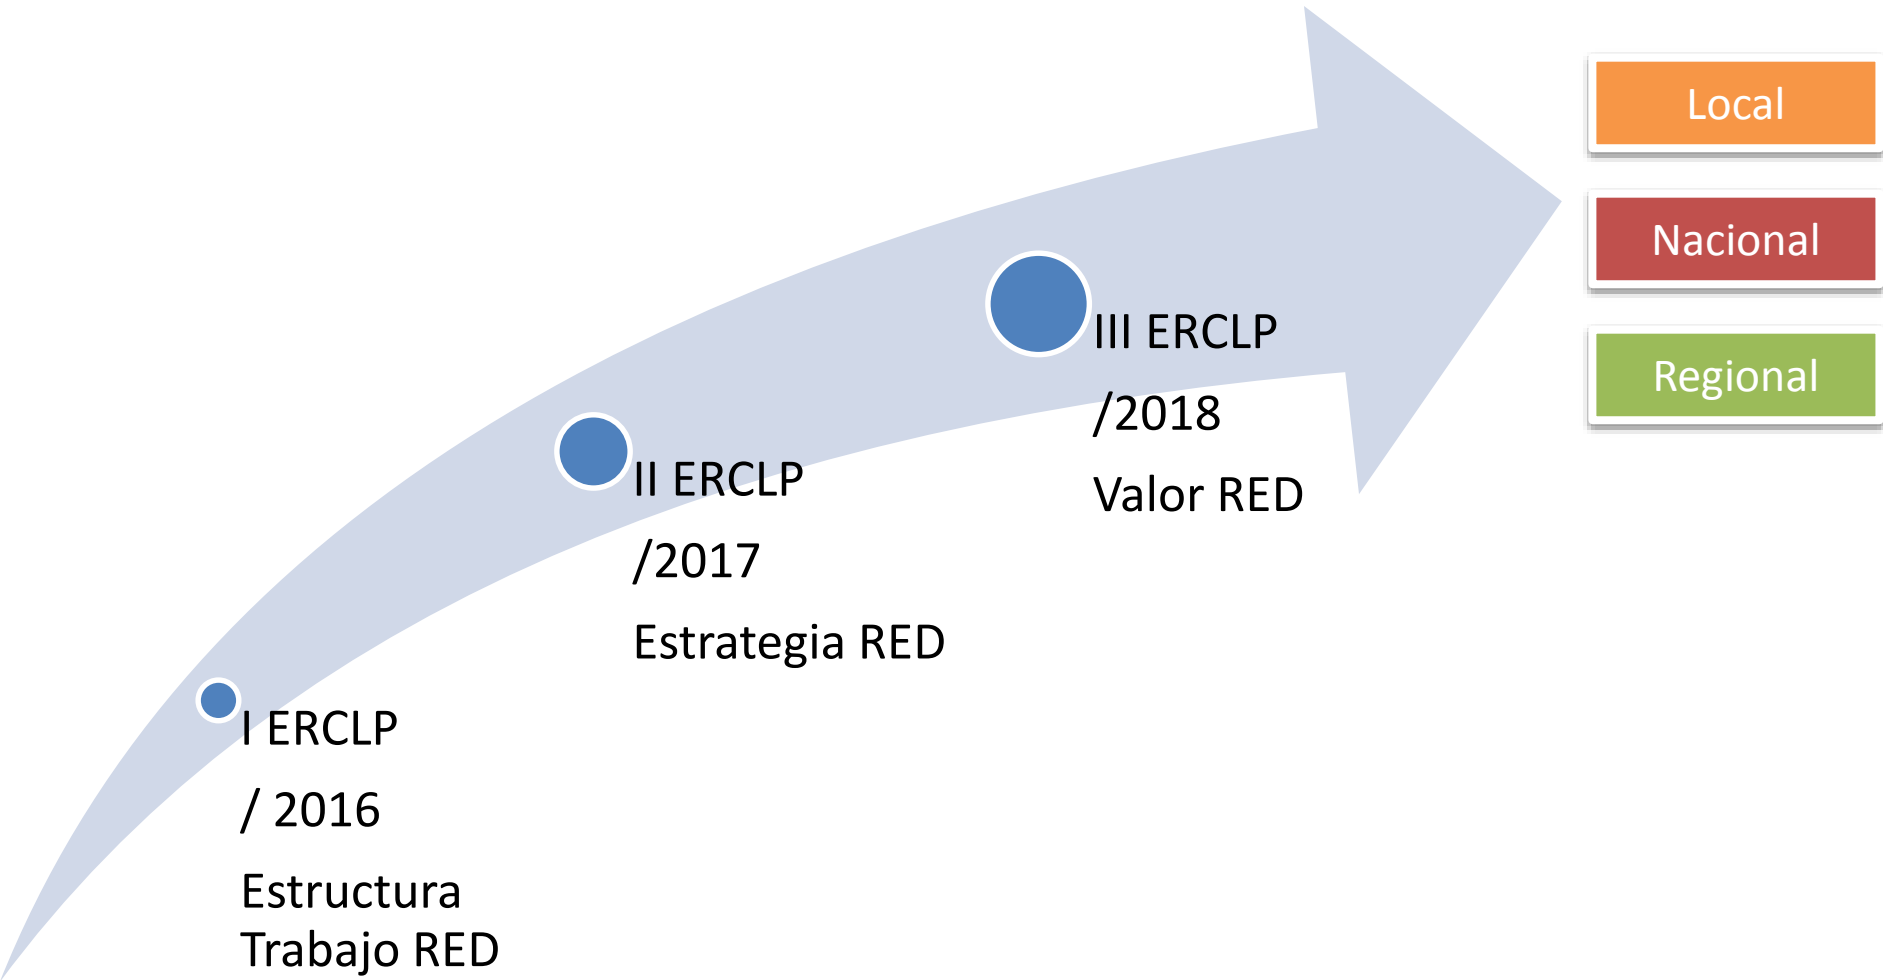 I ERCLP
/ 2016
Estructura
Trabajo RED
II ERCLP
/2017
Estrategia RED
III ERCLP
/2018
Valor RED
Local
Nacional
Regional